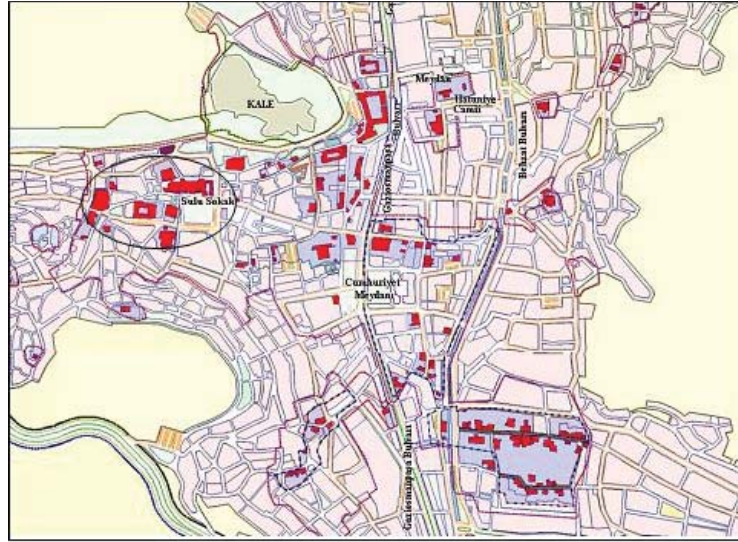 Meydan
Hatuniye
Camii
KALE
Gaziosmanpaşa Bulvarı
Behzat Bulvarı
Sulu Sokak
Cumhuriyet
Meydanı
Gaziosmanpaşa Bulvarı